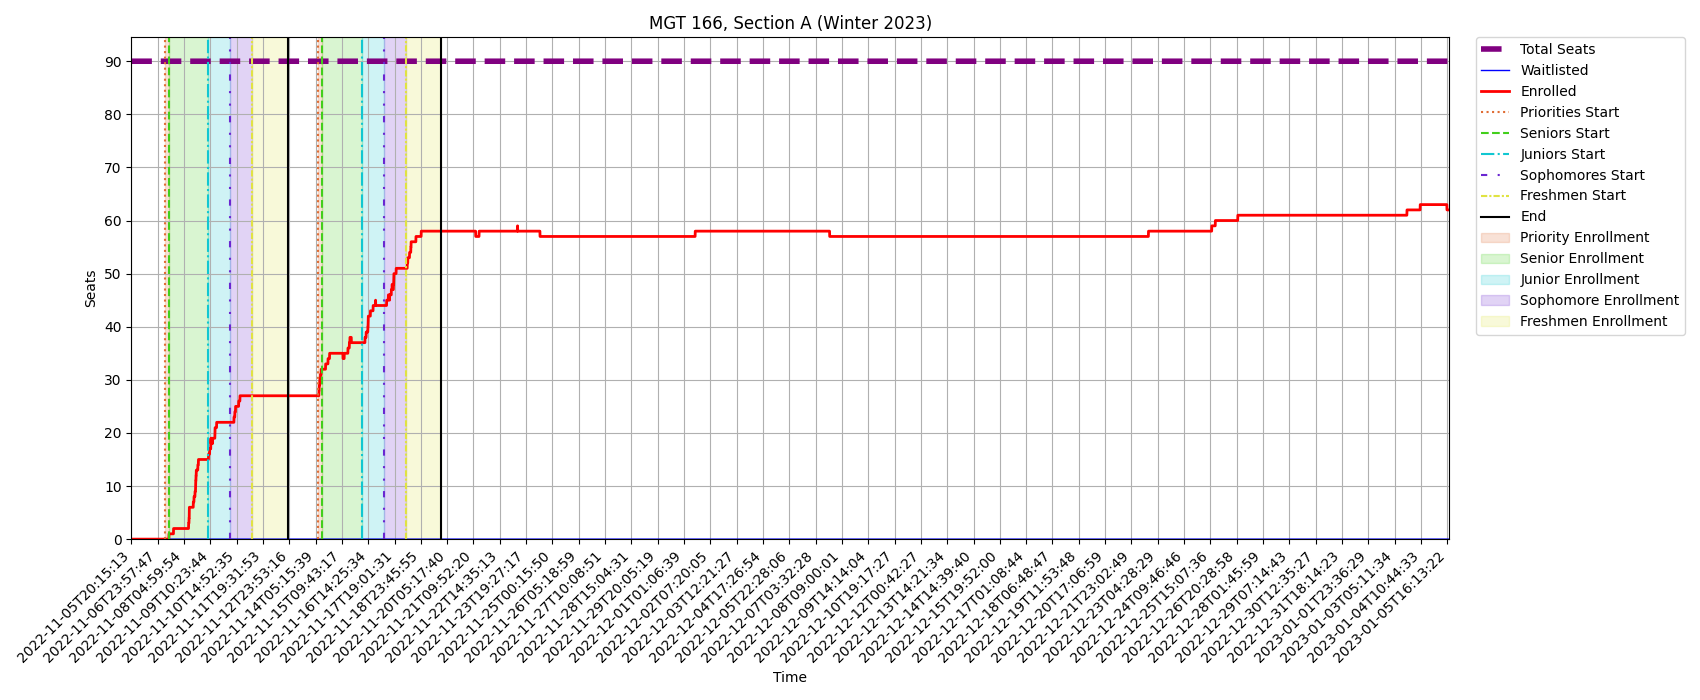 MGT 166, Section A (Winter 2023)
Seats
90
80
70
60
50
40
30
20
10
0
2022-11-05T20:15:13
2022-11-06T23:57:47
2022-11-08T04:59:54
2022-11-09T10:23:44
2022-11-10T14:52:35
2022-11-11T19:31:53
2022-11-12T23:53:16
2022-11-14T05:15:39
2022-11-15T09:43:17
2022-11-16T14:25:34
2022-11-17T19:01:31
2022-11-18T23:45:55
2022-11-20T05:17:40
2022-11-21T09:52:20
2022-11-22T14:35:13
2022-11-23T19:27:17
2022-11-25T00:15:50
2022-11-26T05:18:59
2022-11-27T10:08:51
2022-11-28T15:04:31
2022-11-29T20:05:19
2022-12-01T01:06:39
2022-12-02T07:20:05
2022-12-03T12:21:27
2022-12-04T17:26:54
2022-12-05T22:28:06
2022-12-07T03:32:28
2022-12-08T09:00:01
2022-12-09T14:14:04
2022-12-10T19:17:27
2022-12-12T00:42:27
2022-12-13T14:21:34
2022-12-14T14:39:40
2022-12-15T19:52:00
2022-12-17T01:08:44
2022-12-18T06:48:47
2022-12-19T11:53:48
2022-12-20T17:06:59
2022-12-21T23:02:49
2022-12-23T04:28:29
2022-12-24T09:46:46
2022-12-25T15:07:36
2022-12-26T20:28:58
2022-12-28T01:45:59
2022-12-29T07:14:43
2022-12-30T12:35:27
2022-12-31T18:14:23
2023-01-01T23:36:29
2023-01-03T05:11:34
2023-01-04T10:44:33
2023-01-05T16:13:22
Time
Total Seats
Waitlisted
Enrolled
Priorities Start
Seniors Start
Juniors Start
Sophomores Start
Freshmen Start
End
Priority Enrollment
Senior Enrollment
Junior Enrollment
Sophomore Enrollment
Freshmen Enrollment